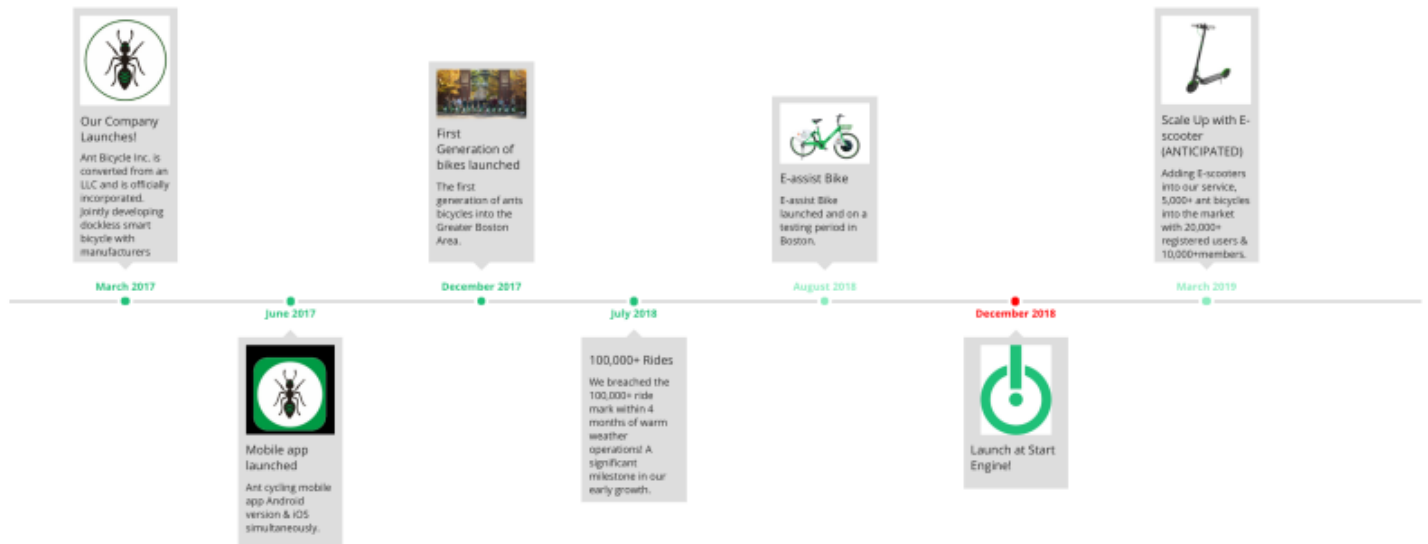 Our Company
Launches!
Ant Bicycle Inc. is
converted from an
LLC and is officially
incorporated.
Jointly developing
dockless smart
bicycle with
manufacturers
March 2017
June 2017
Mobile app
launched
Ant cycling mobile
app Android
version & iOS
simultaneously.
First
Generation of
bikes launched
The first
generation of ants
bicycles into the
Greater Boston
Area.
December 2017
July 2018
100,000+ Rides
We breached the
100,000+ ride
mark within 4
months of warm
weather
operations! A
significant
milestone in our
early growth.
E-assist Bike
E-assist Bike
launched and on a
testing period in
Boston.
August 2018
December 2018
Launch at Start
Engine!
Scale Up with E-
scooter
(ANTICIPATED)
Adding E-scooters
into our service,
5,000+ ant bicycles
into the market
with 20,000+
registered users &
10,000+members.
March 2019